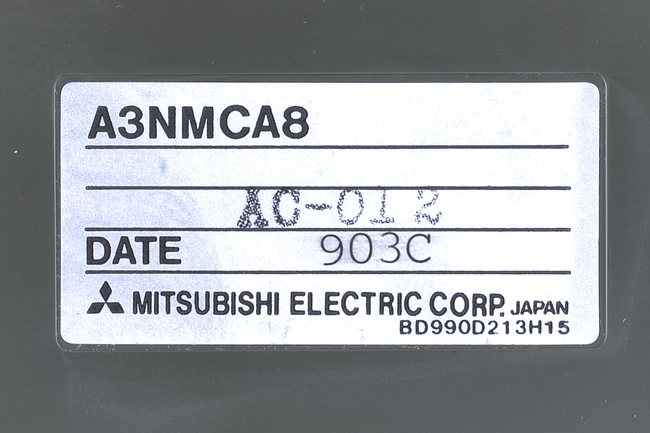 A3NMCA8
AC-012
DATE 903C
MITSUBISHI ELECTRIC CORP. JAPAN
BD990D213H15